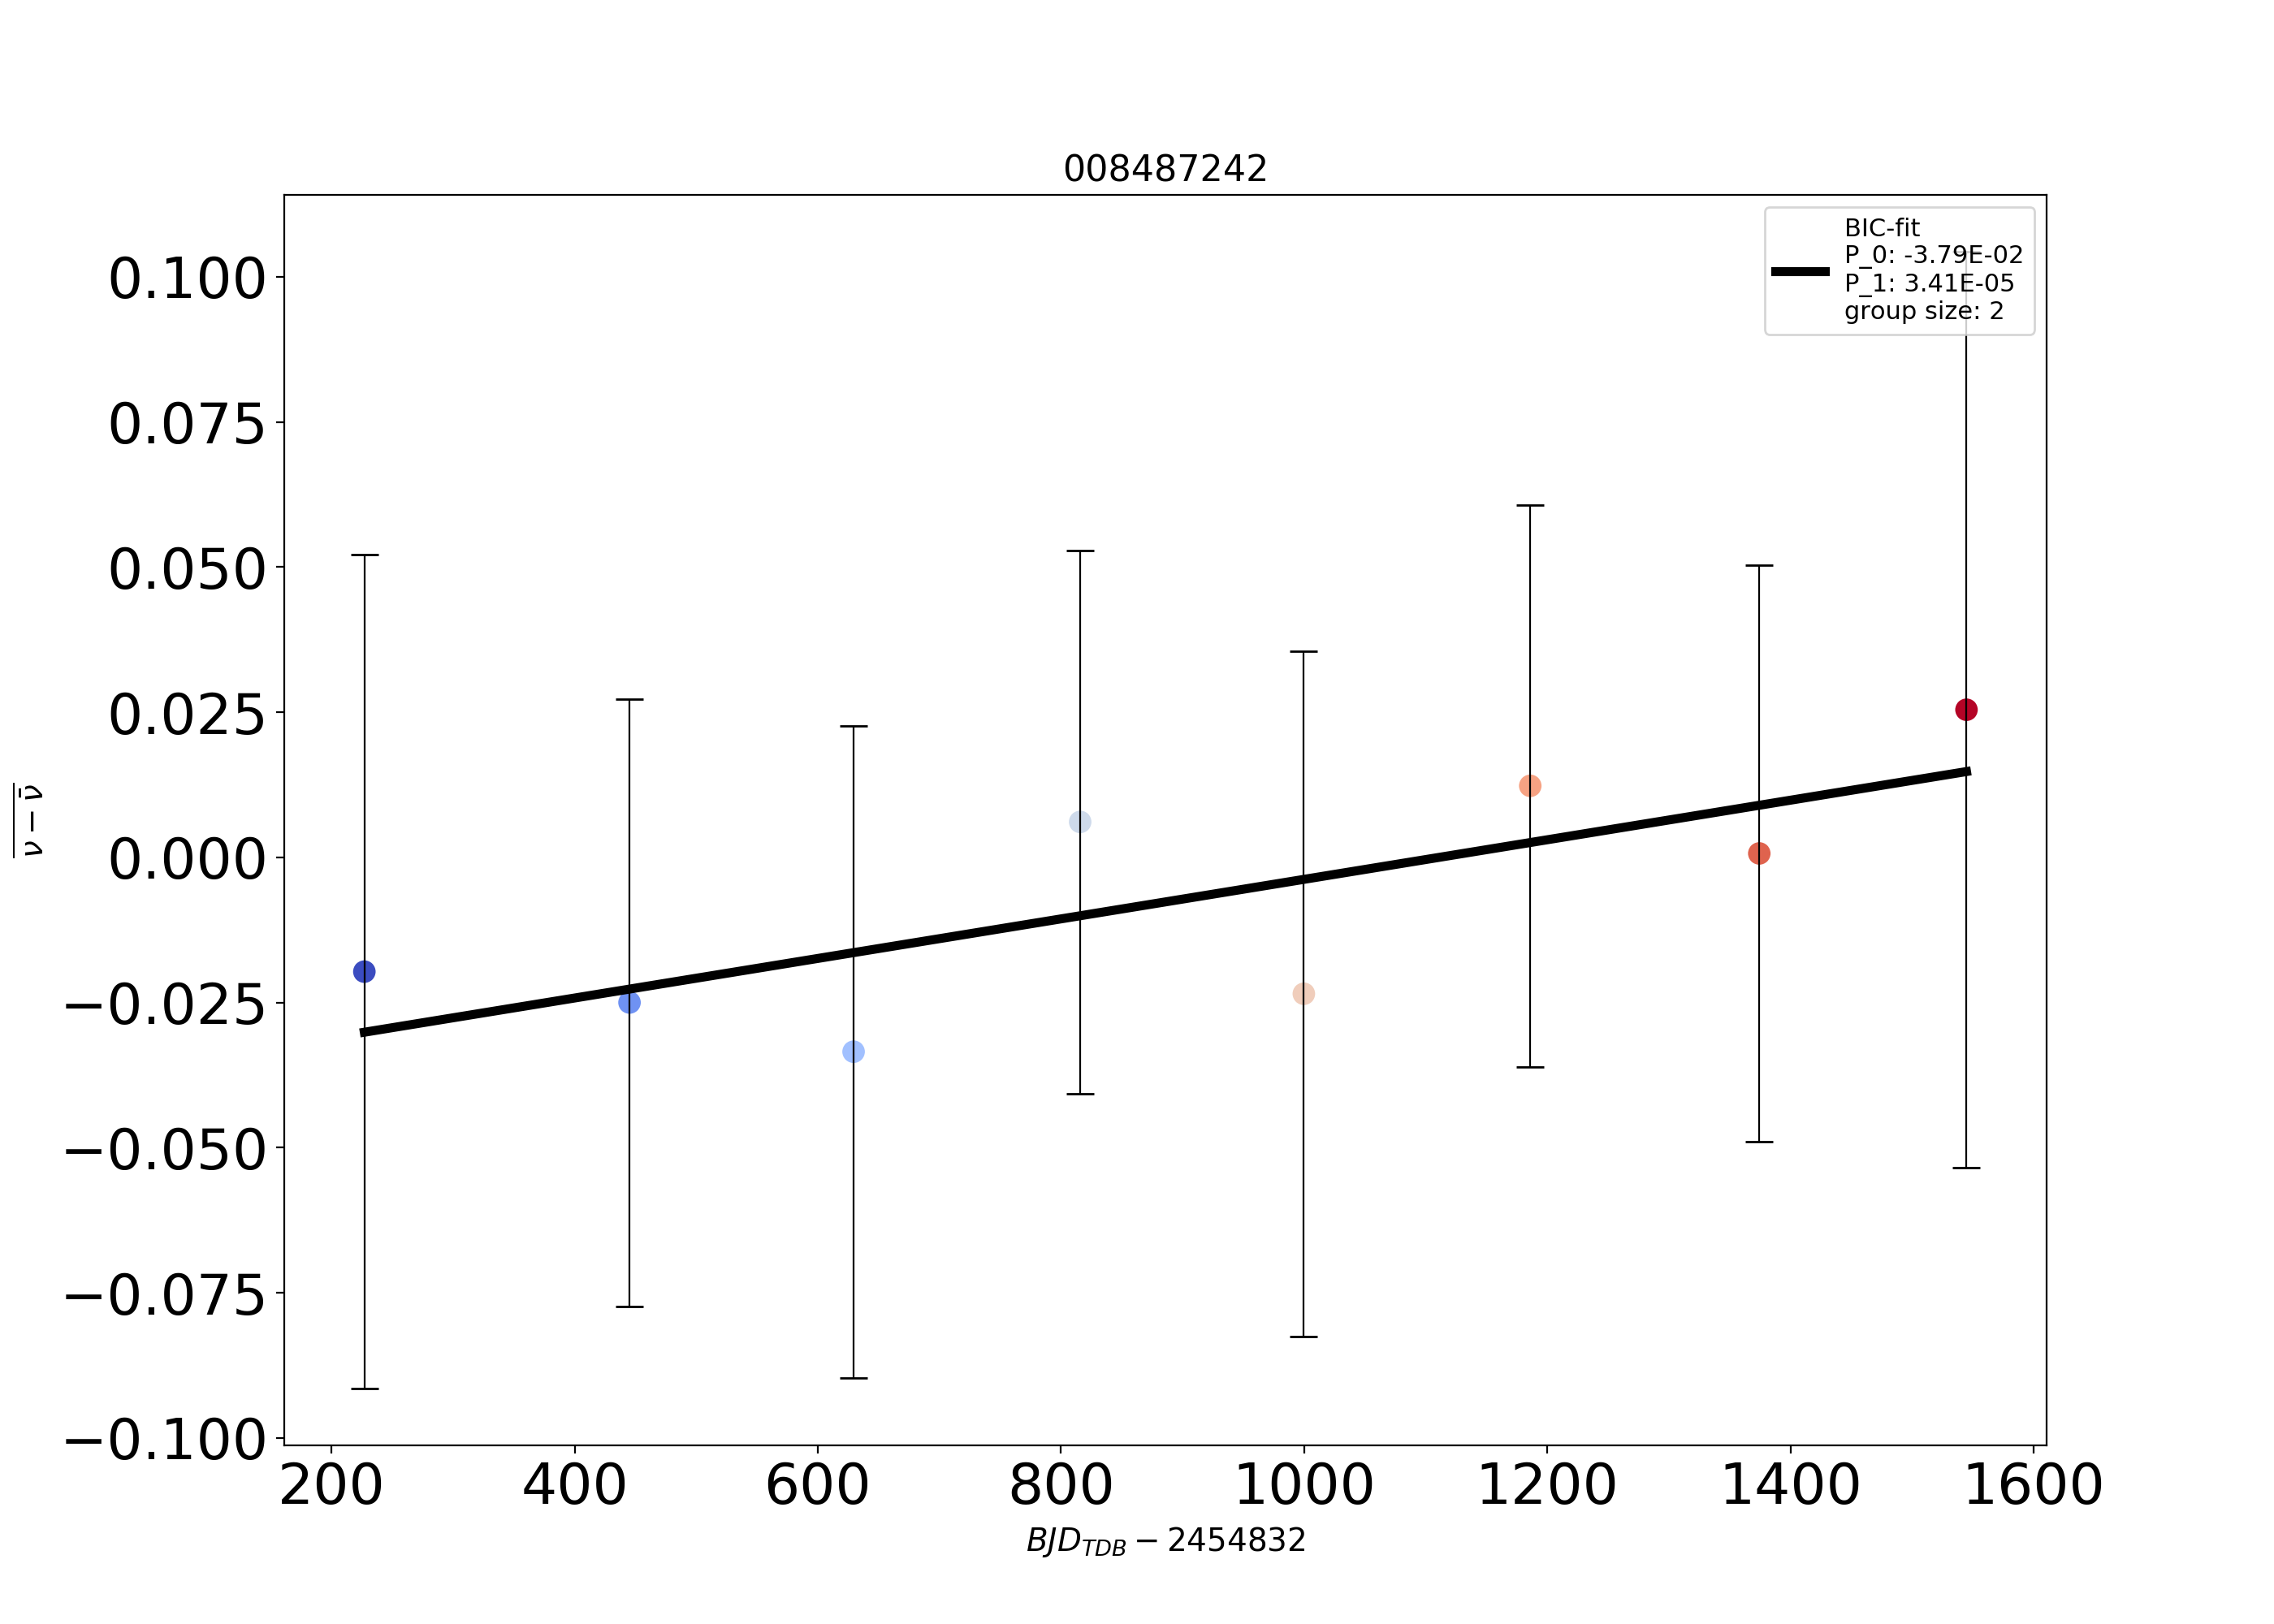 008487242
BIC-fit
P_0: -3.79E-02
P_1: 3.41E-05
group size: 2
0.100
0.075
0.050
0.025
0.000
−0.025
−0.050
−0.075
−0.100
ν − ν̄
200 400 600 800 1000 1200 1400 1600
BJD_TDB − 2454832